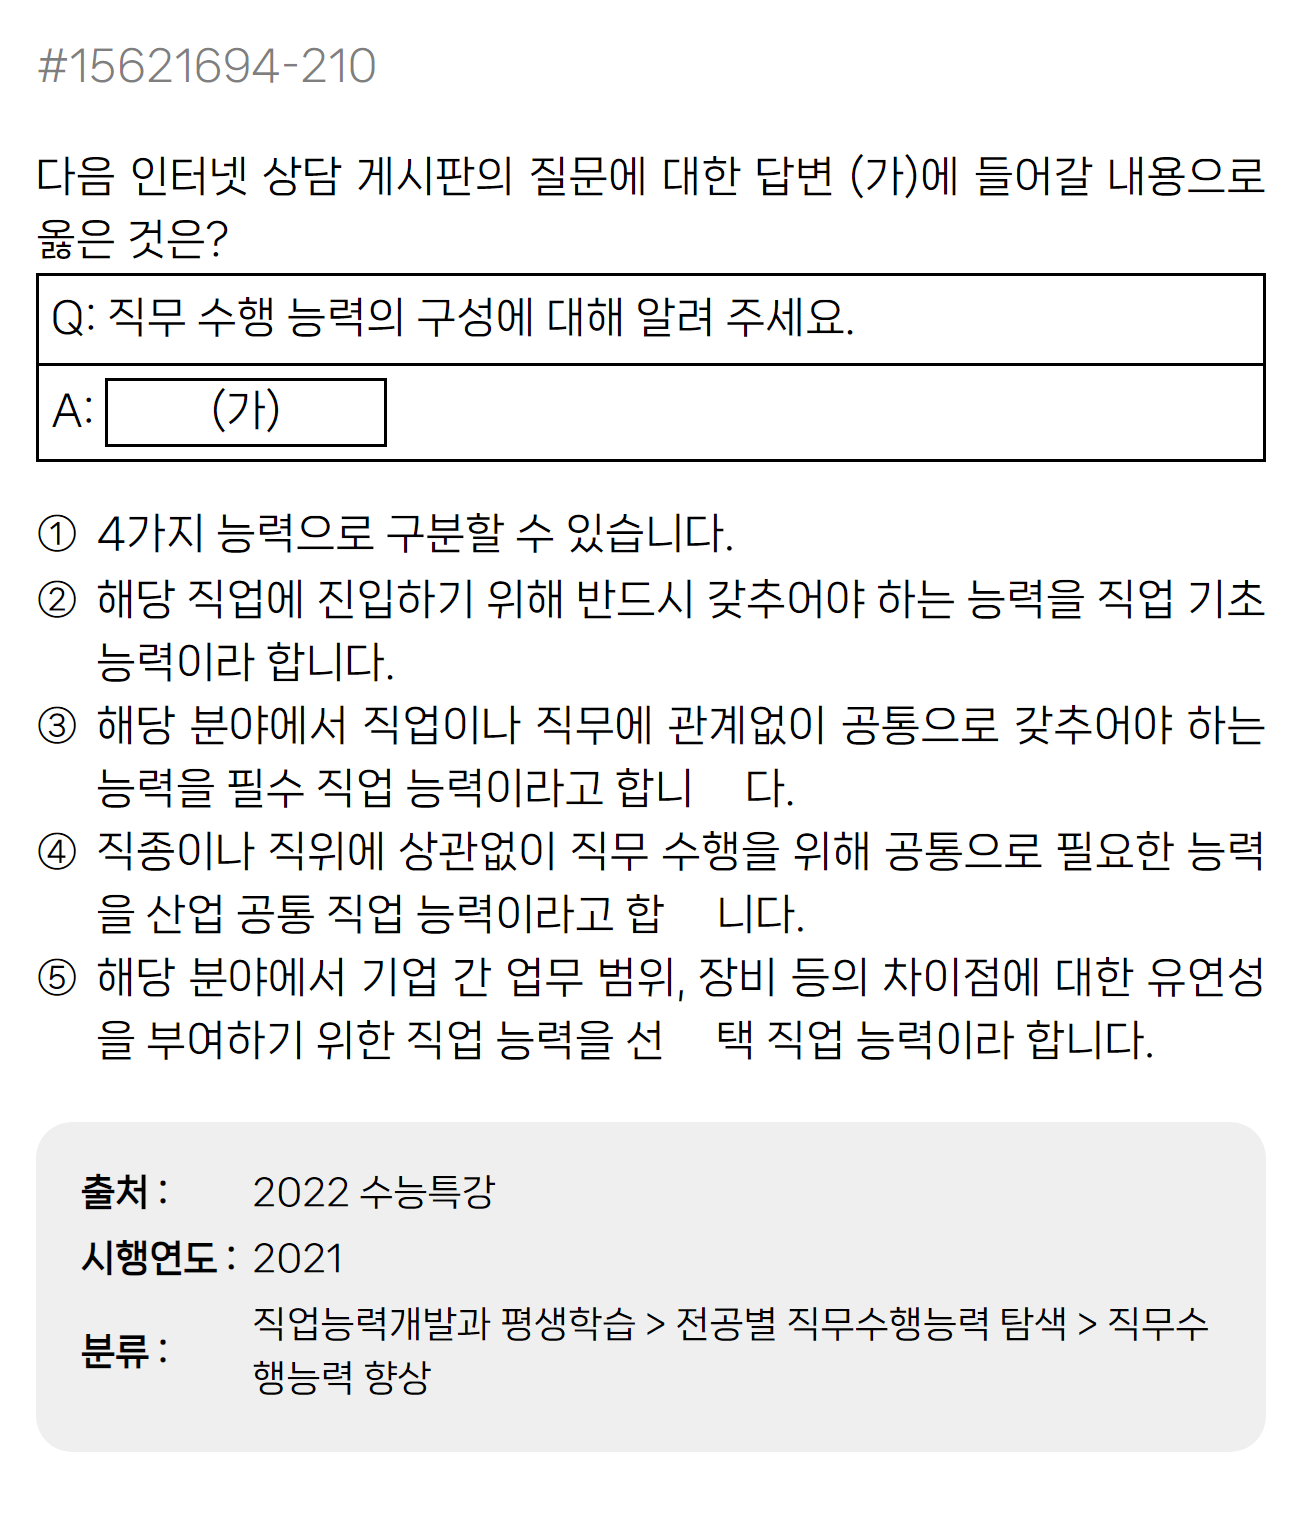 #15621694-210
다음 인터넷 상담 게시판의 질문에 대한 답변 (가)에 들어갈 내용으로
옳은 것은?
Q: 직무 수행 능력의 구성에 대해 알려 주세요.
A: (가)
① 4가지 능력으로 구분할 수 있습니다.
② 해당 직업에 진입하기 위해 반드시 갖추어야 하는 능력을 직업 기초
능력이라 합니다.
③ 해당 분야에서 직업이나 직무에 관계없이 공통으로 갖추어야 하는
능력을 필수 직업 능력이라고 합니 다.
④ 직종이나 직위에 상관없이 직무 수행을 위해 공통으로 필요한 능력
을 산업 공통 직업 능력이라고 합 니다.
⑤ 해당 분야에서 기업 간 업무 범위, 장비 등의 차이점에 대한 유연성
을 부여하기 위한 직업 능력을 선 택 직업 능력이라 합니다.
출처 : 2022 수능특강
시행연도 : 2021
분류 : 직업능력개발과 평생학습 > 전공별 직무수행능력 탐색 > 직무수
행능력 향상